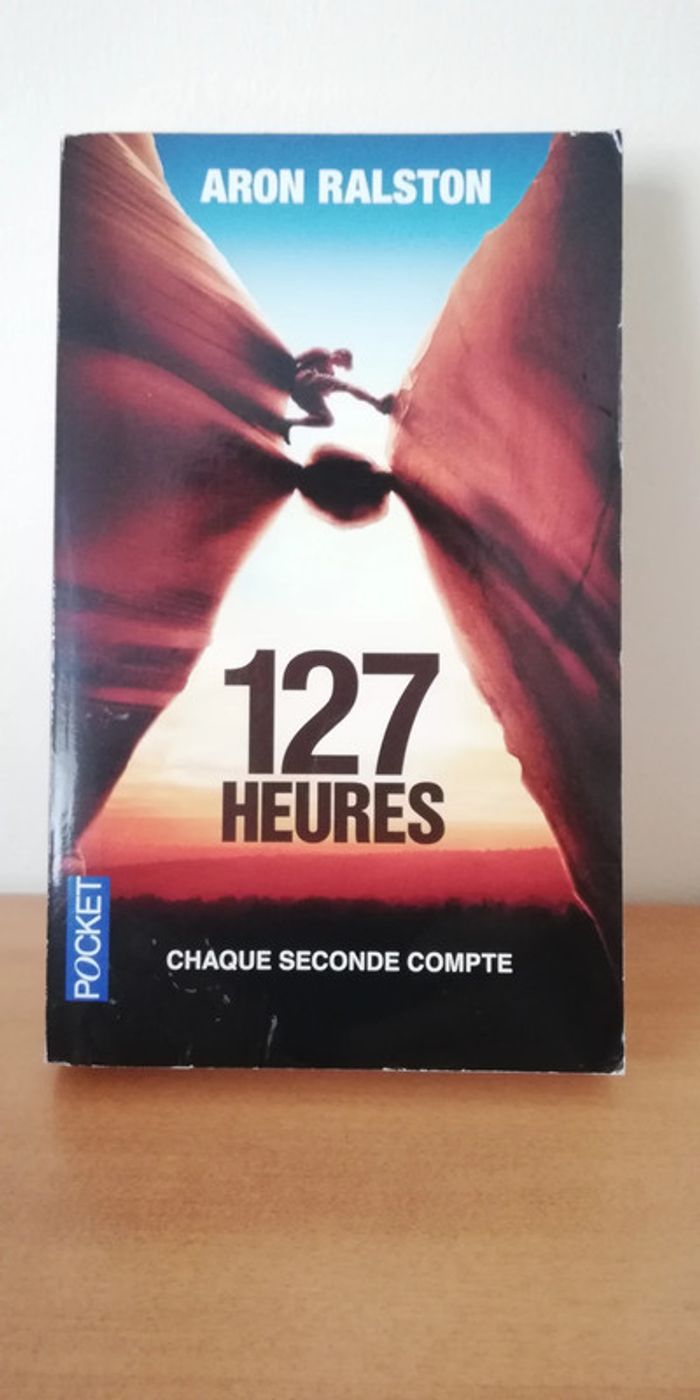 ARON RALSTON
127
HEURES
POCKET
CHAQUE SECONDE COMPTE